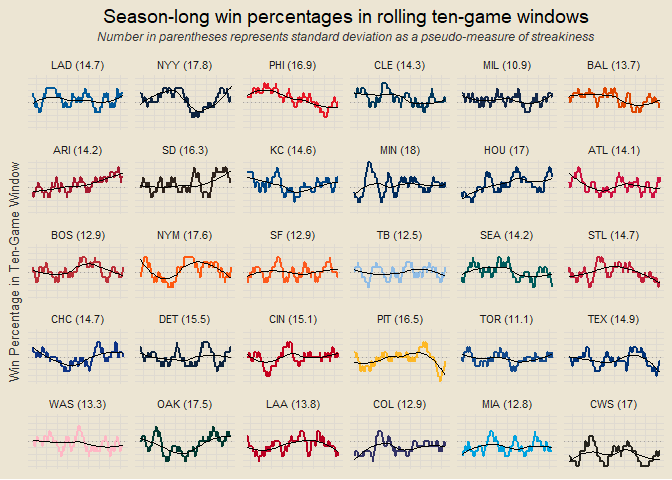 Season-long win percentages in rolling ten-game windows
Number in parentheses represents standard deviation as a pseudo-measure of streakiness
Win Percentage in Ten-Game Window
LAD (14.7) NYY (17.8) PHI (16.9) CLE (14.3) MIL (10.9) BAL (13.7)
ARI (14.2) SD (16.3) KC (14.6) MIN (18) HOU (17) ATL (14.1)
BOS (12.9) NYM (17.6) SF (12.9) TB (12.5) SEA (14.2) STL (14.7)
CHC (14.7) DET (15.5) CIN (15.1) PIT (16.5) TOR (11.1) TEX (14.9)
WAS (13.3) OAK (17.5) LAA (13.8) COL (12.9) MIA (12.8) CWS (17)